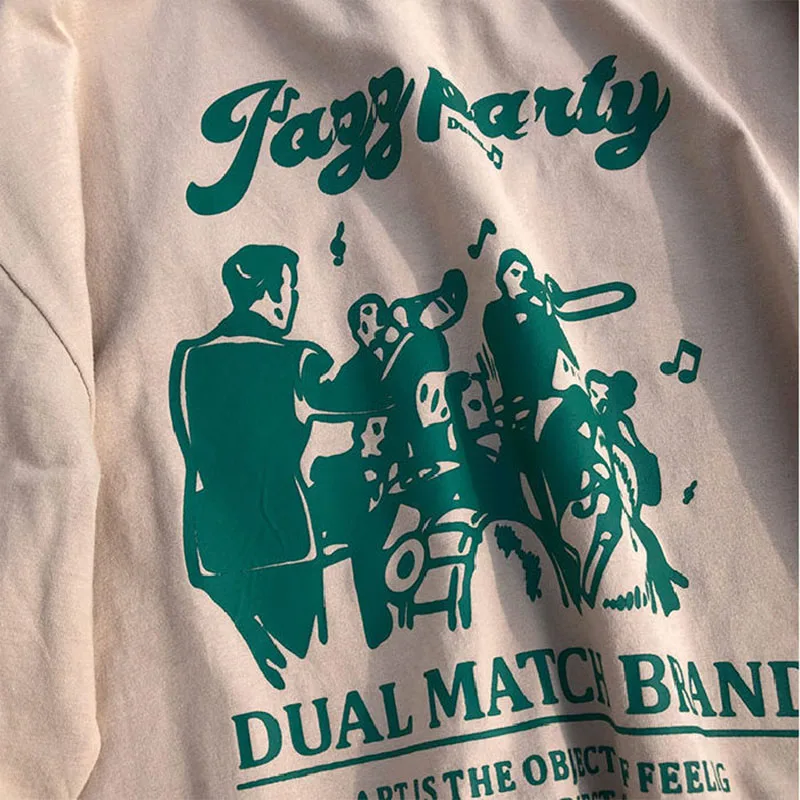 Jazz Party
DUAL MATCH BRAND
ART IS THE OBJECT F FEELIG